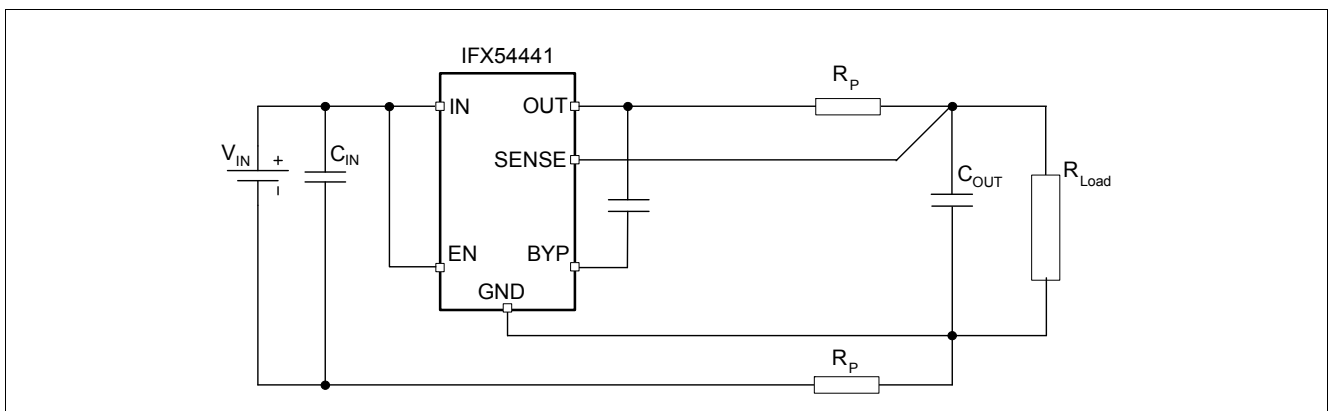 IFX54441
IN
OUT
R_P
V_IN
+
-
C_IN
SENSE
C_OUT
R_Load
EN
BYP
GND
R_P